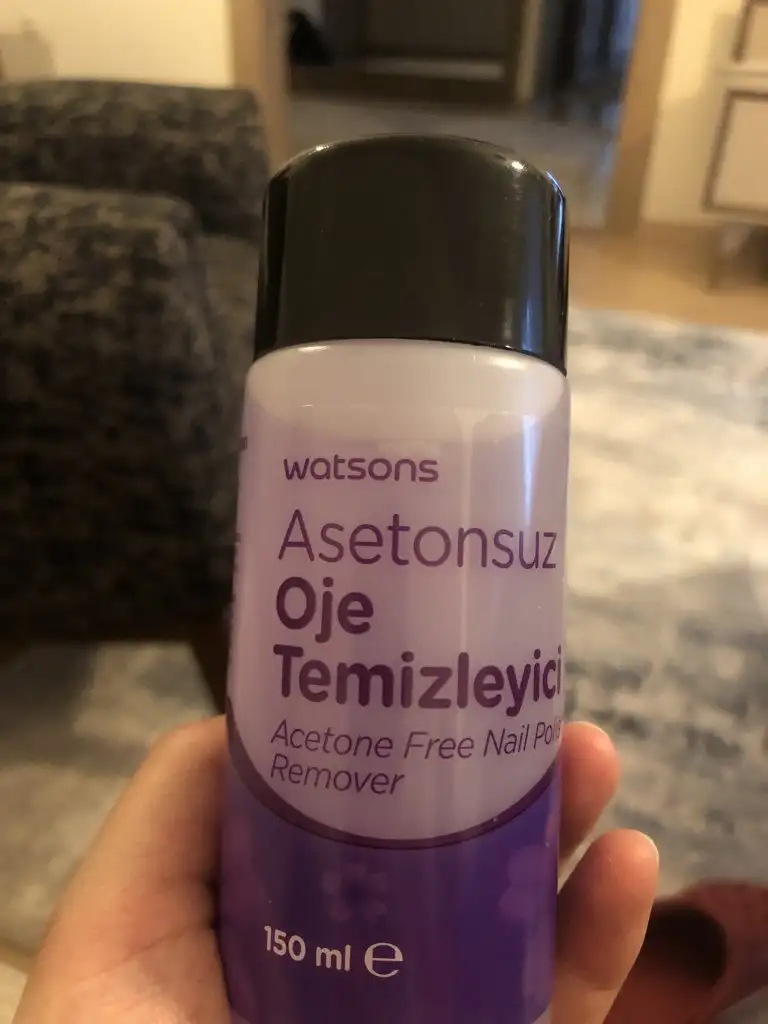 watsons
Asetonsuz
Oje
Temizleyici
Acetone Free Nail
Remover
150 ml e